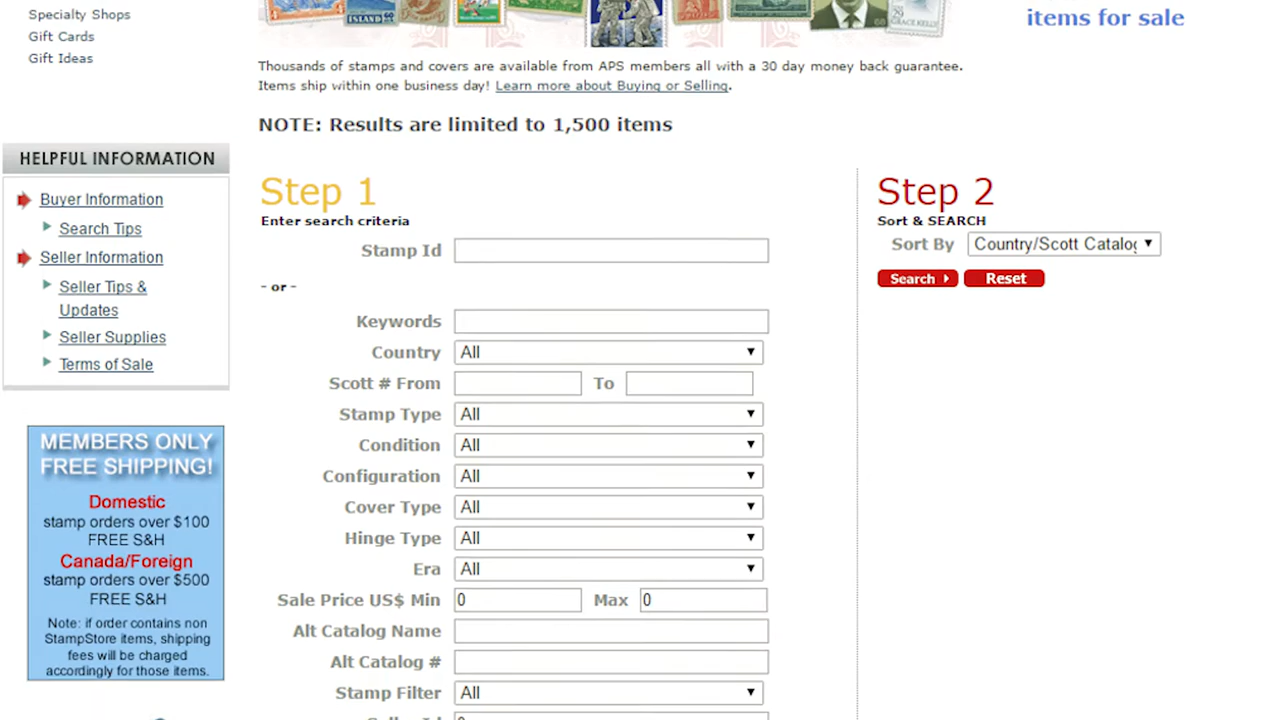 Specialty Shops
Gift Cards
Gift Ideas
ISLAND 60
60
GRACE KELLY
items for sale
Thousands of stamps and covers are available from APS members all with a 30 day money back guarantee.
Items ship within one business day! Learn more about Buying or Selling.
NOTE: Results are limited to 1,500 items
HELPFUL INFORMATION
Buyer Information
Search Tips
Seller Information
Seller Tips &
Updates
Seller Supplies
Terms of Sale
MEMBERS ONLY
FREE SHIPPING!
Domestic
stamp orders over $100
FREE S&H
Canada/Foreign
stamp orders over $500
FREE S&H
Note: if order contains non
StampStore items, shipping
fees will be charged
accordingly for those items.
Step 1
Enter search criteria
Stamp Id
- or -
Keywords
Country All
Scott # From To
Stamp Type All
Condition All
Configuration All
Cover Type All
Hinge Type All
Era All
Sale Price US$ Min 0 Max 0
Alt Catalog Name
Alt Catalog #
Stamp Filter All
Step 2
Sort & SEARCH
Sort By Country/Scott Catalog
Search Reset